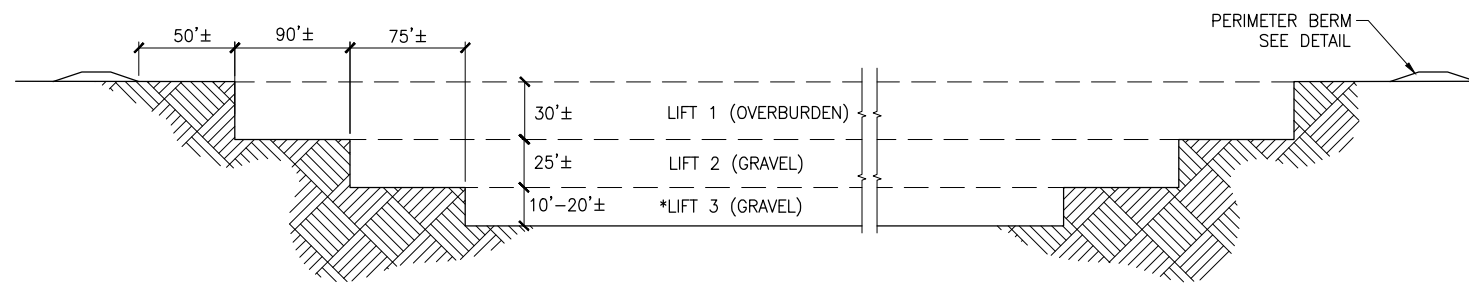 PERIMETER BERM
SEE DETAIL
50'± 90'± 75'±
30'± LIFT 1 (OVERBURDEN)
25'± LIFT 2 (GRAVEL)
10'-20'± *LIFT 3 (GRAVEL)